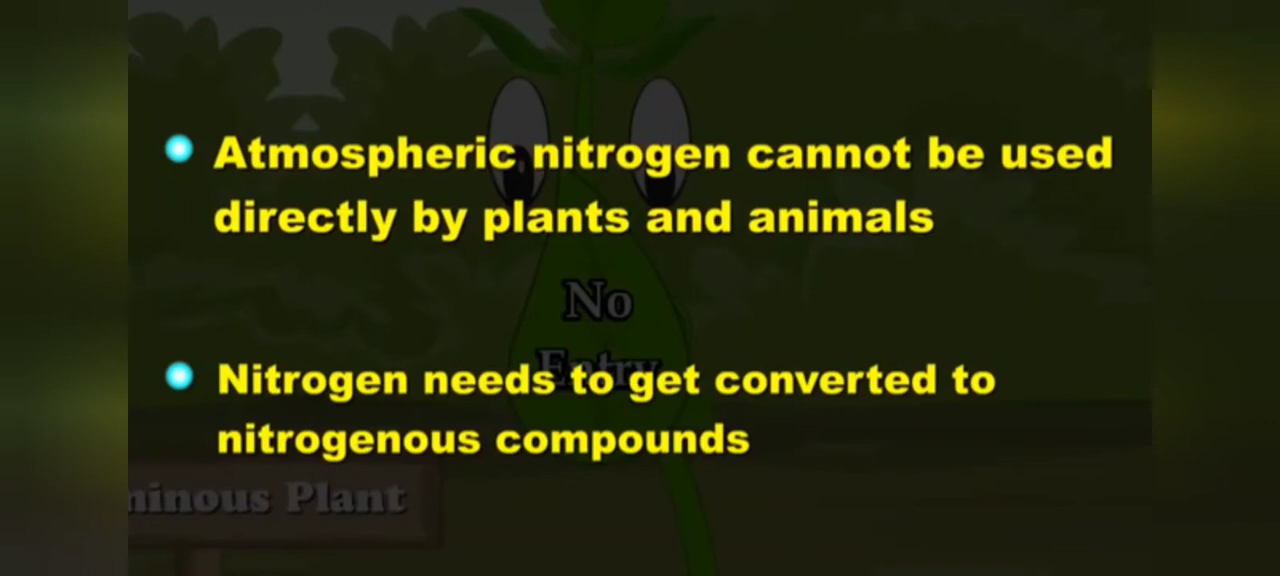 Atmospheric nitrogen cannot be used
directly by plants and animals
No
Entry
Nitrogen needs to get converted to
nitrogenous compounds
minous Plant